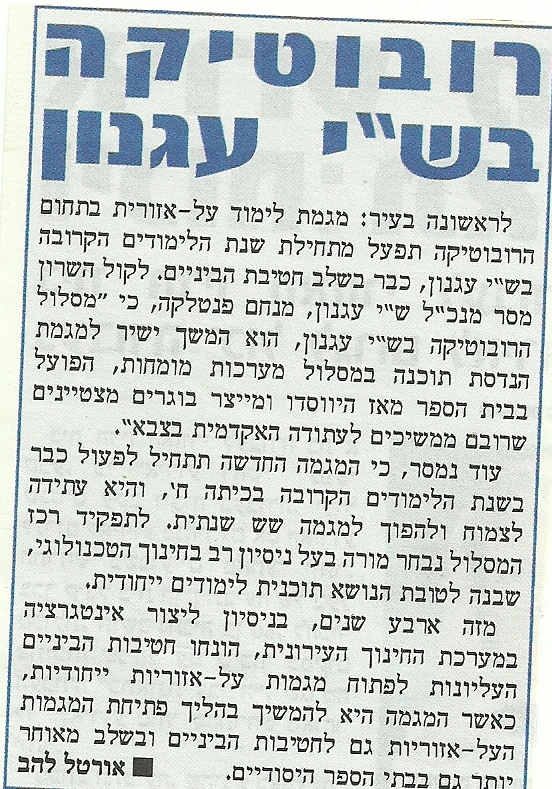 רובוטיקה
בש״י עגנון
לראשונה בעיר: מגמת לימוד על-אזורית בתחום
הרובוטיקה תפעל מתחילת שנת הלימודים הקרובה
בש״י עגנון, כבר בשלב חטיבת הביניים. לקול השרון
מסר מנכ״ל ש״י עגנון, מנחם פנטלקה, כי ״מסלול
הרובוטיקה בש״י עגנון, הוא המשך ישיר למגמת
הנדסת תוכנה במסלול מערכות מומחות, הפועל
בבית הספר מאז היווסדו ומייצר בוגרים מצטיינים
שרובם ממשיכים לעתודה האקדמית בצבא״.
עוד נמסר, כי המגמה החדשה תתחיל לפעול כבר
בשנת הלימודים הקרובה בכיתה ח׳, והיא עתידה
לצמוח ולהפוך למגמה שש שנתית. לתפקיד רכז
המסלול נבחר מורה בעל ניסיון רב בחינוך הטכנולוגי,
שבנה לטובת הנושא תוכנית לימודים ייחודית.
מזה ארבע שנים, בניסיון ליצור אינטגרציה
במערכת החינוך העירונית, הונחו חטיבות הביניים
העליונות לפתוח מגמות על-אזוריות ייחודיות,
כאשר המגמה היא להמשיך בהליך פתיחת המגמות
העל-אזוריות גם לחטיבות הביניים ובשלב מאוחר
יותר גם בבתי הספר היסודיים. ■ אורטל להב